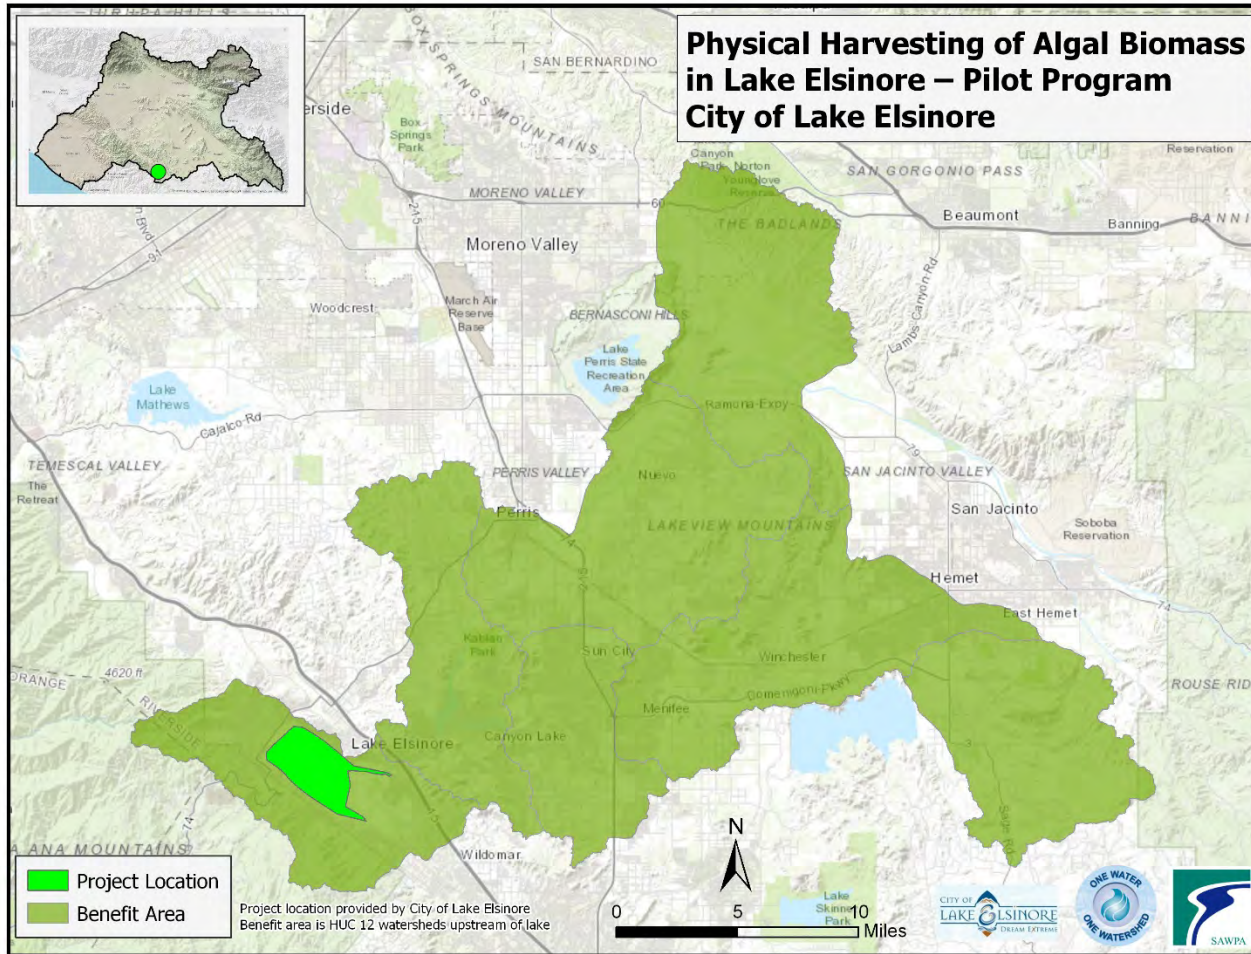 Physical Harvesting of Algal Biomass
in Lake Elsinore – Pilot Program
City of Lake Elsinore
BOX SPRINGS MOUNTAINS
SAN BERNARDINO
erside
Box
Springs
Park
Canyon
Park
Norton
Younglove
Reserve
Reservation
SAN GORGONIO PASS
MORENO VALLEY
60
245
THE BADLANDS
Beaumont
Banning
BANNI
Moreno Valley
Woodcrest
March Air
Reserve
Base
BERNASCONI HILLS
Lambs Canyon Rd
Lake
Perris State
Recreation
Area
Lake
Mathews
Cajalco Rd
Ramona Expy
79
TEMESCAL VALLEY
The
Retreat
PERRIS VALLEY
Nuevo
SAN JACINTO VALLEY
Perris
LAKEVIEW MOUNTAINS
San Jacinto
Soboba
Reservation
74
215
Hemet
East Hemet
74
Kabian
Park
Sun City
Winchester
4620 ft
ORANGE
RIVERSIDE
ROUSE RID
Menifee
Lake Elsinore
Canyon Lake
3
Sage Rd
74
A ANA MOUNTAINS
Wildomar
N
Project Location
Benefit Area
Project location provided by City of Lake Elsinore
Benefit area is HUC 12 watersheds upstream of lake
0 5 10
Miles
Lake
Skinner
Park
CITY OF
LAKE ELSINORE
DREAM EXTREME
ONE WATER
ONE WATERSHED
SAWPA